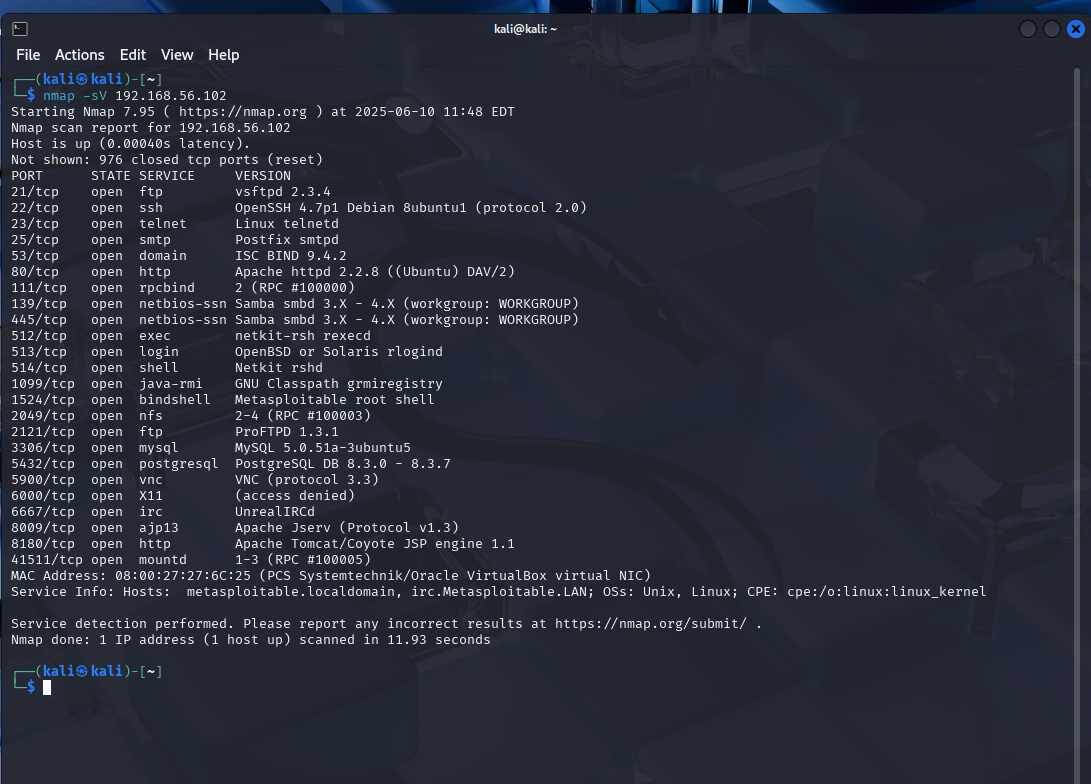 kali@kali: ~
File Actions Edit View Help
┌──(kali㉿kali)-[~]
└─$ nmap -sV 192.168.56.102
Starting Nmap 7.95 ( https://nmap.org ) at 2025-06-10 11:48 EDT
Nmap scan report for 192.168.56.102
Host is up (0.00040s latency).
Not shown: 976 closed tcp ports (reset)
PORT      STATE SERVICE     VERSION
21/tcp    open  ftp         vsftpd 2.3.4
22/tcp    open  ssh         OpenSSH 4.7p1 Debian 8ubuntu1 (protocol 2.0)
23/tcp    open  telnet      Linux telnetd
25/tcp    open  smtp        Postfix smtpd
53/tcp    open  domain      ISC BIND 9.4.2
80/tcp    open  http        Apache httpd 2.2.8 ((Ubuntu) DAV/2)
111/tcp   open  rpcbind     2 (RPC #100000)
139/tcp   open  netbios-ssn Samba smbd 3.X - 4.X (workgroup: WORKGROUP)
445/tcp   open  netbios-ssn Samba smbd 3.X - 4.X (workgroup: WORKGROUP)
512/tcp   open  exec        netkit-rsh rexecd
513/tcp   open  login       OpenBSD or Solaris rlogind
514/tcp   open  shell       Netkit rshd
1099/tcp  open  java-rmi    GNU Classpath grmiregistry
1524/tcp  open  bindshell   Metasploitable root shell
2049/tcp  open  nfs         2-4 (RPC #100003)
2121/tcp  open  ftp         ProFTPD 1.3.1
3306/tcp  open  mysql       MySQL 5.0.51a-3ubuntu5
5432/tcp  open  postgresql  PostgreSQL DB 8.3.0 - 8.3.7
5900/tcp  open  vnc         VNC (protocol 3.3)
6000/tcp  open  X11         (access denied)
6667/tcp  open  irc         UnrealIRCd
8009/tcp  open  ajp13       Apache Jserv (Protocol v1.3)
8180/tcp  open  http        Apache Tomcat/Coyote JSP engine 1.1
41511/tcp open  mountd      1-3 (RPC #100005)
MAC Address: 08:00:27:27:6C:25 (PCS Systemtechnik/Oracle VirtualBox virtual NIC)
Service Info: Hosts:  metasploitable.localdomain, irc.Metasploitable.LAN; OSs: Unix, Linux; CPE: cpe:/o:linux:linux_kernel
Service detection performed. Please report any incorrect results at https://nmap.org/submit/ .
Nmap done: 1 IP address (1 host up) scanned in 11.93 seconds
┌──(kali㉿kali)-[~]
└─$